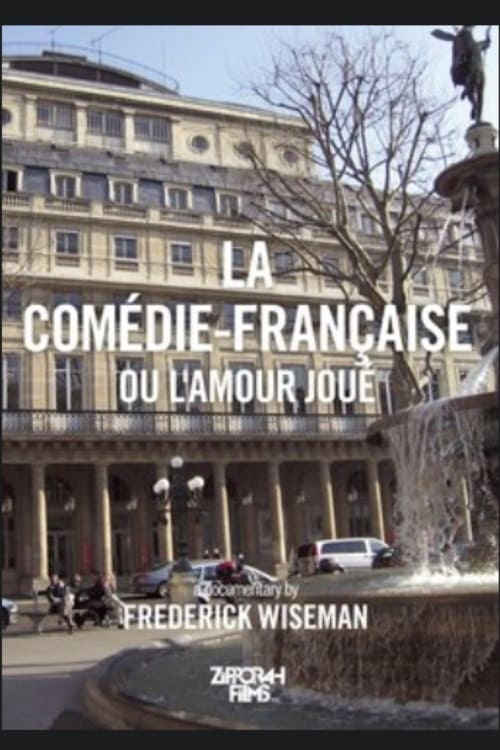 LA
COMÉDIE-FRANÇAISE
OU L'AMOUR JOUÉ
a documentary by
FREDERICK WISEMAN
ZIPPORAH
FILMS